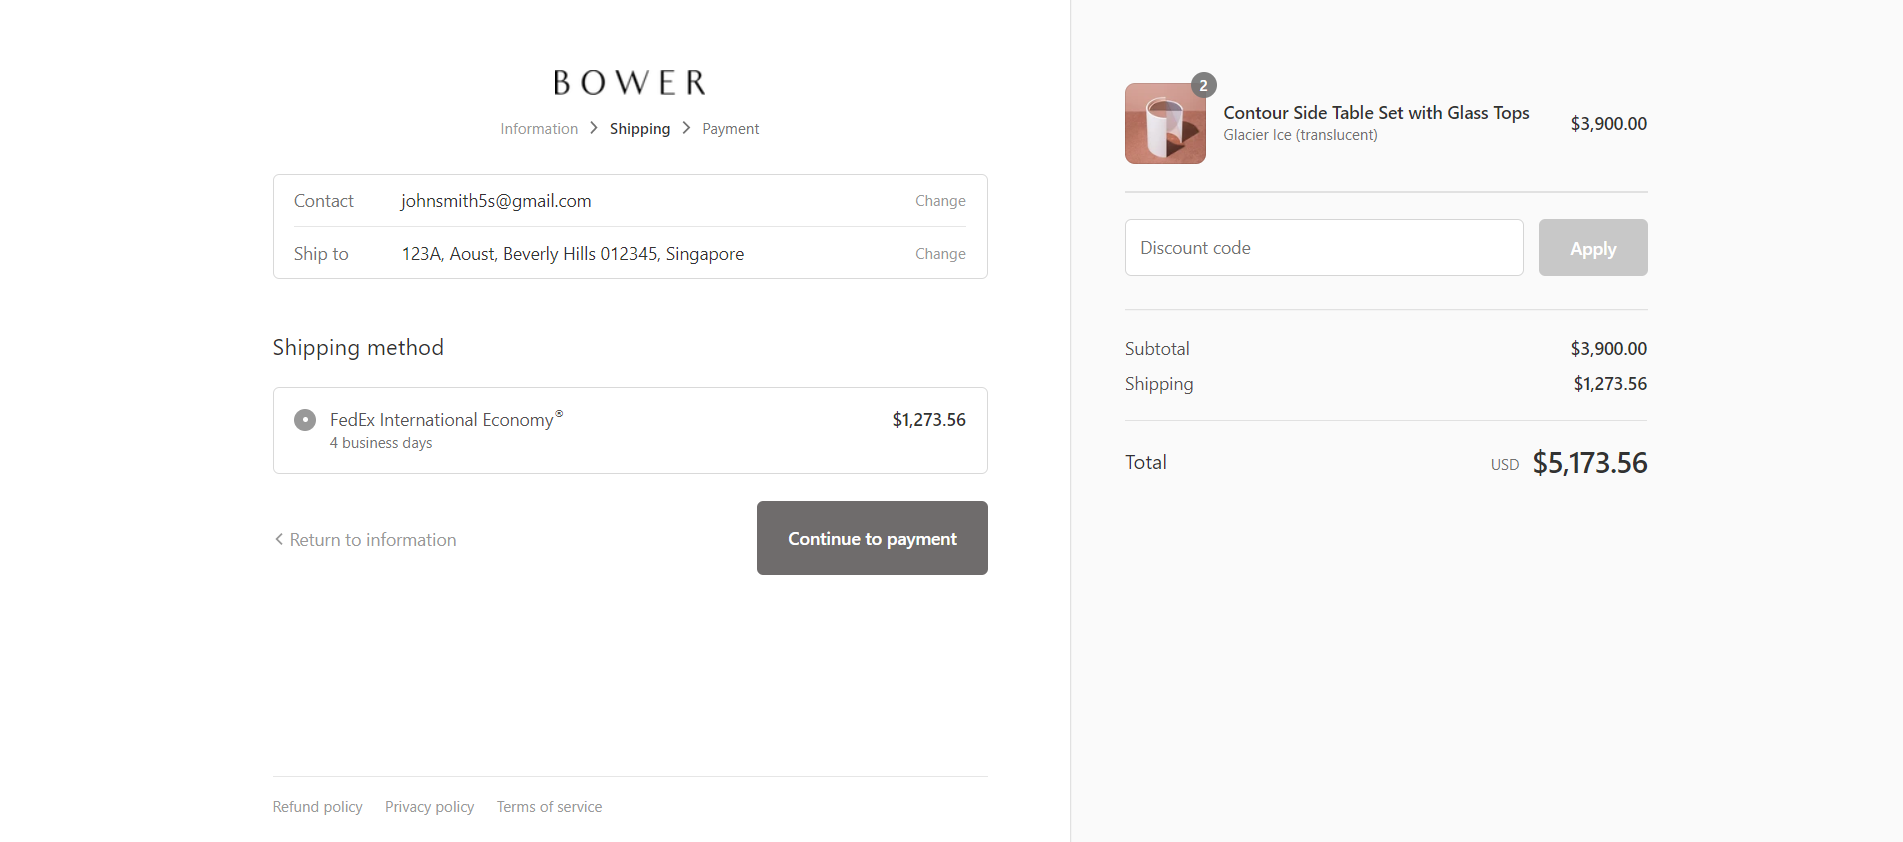 BOWER
Information > Shipping > Payment
Contact johnsmith5s@gmail.com Change
Ship to 123A, Aoust, Beverly Hills 012345, Singapore Change
Shipping method
FedEx International Economy® $1,273.56
4 business days
< Return to information Continue to payment
Refund policy Privacy policy Terms of service
2
Contour Side Table Set with Glass Tops $3,900.00
Glacier Ice (translucent)
Discount code Apply
Subtotal $3,900.00
Shipping $1,273.56
Total USD $5,173.56